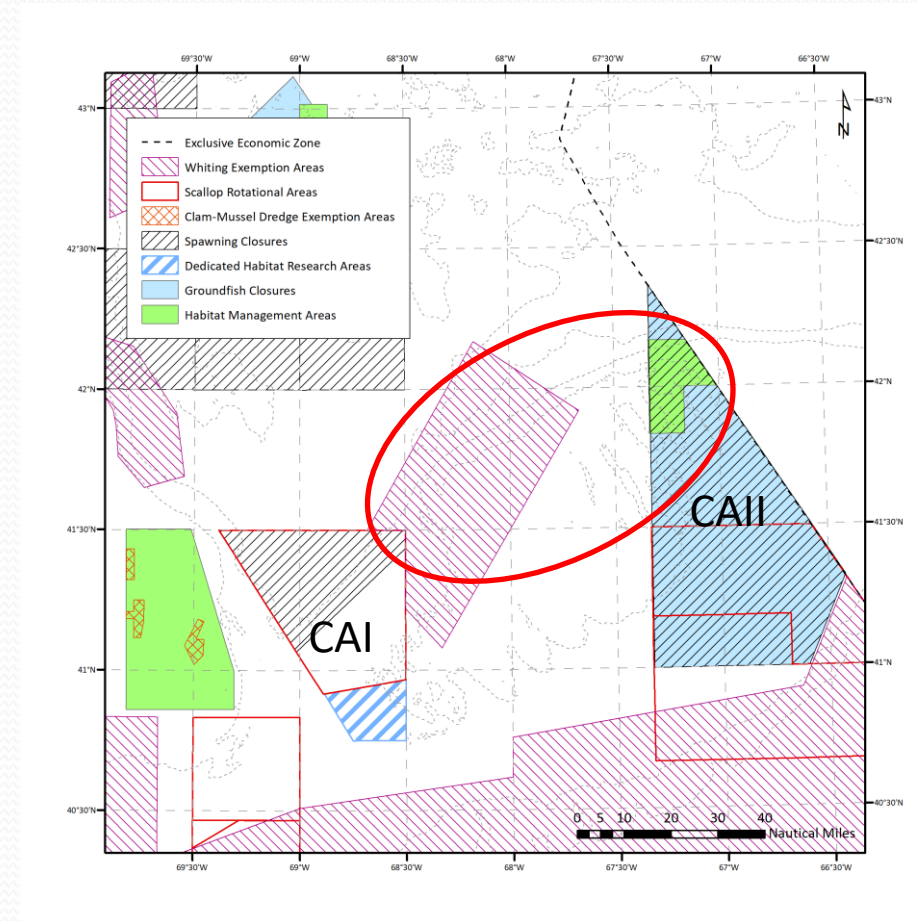 69°30'W 69°W 68°30'W 68°W 67°30'W 67°W 66°30'W
43°N 43°N
N
Exclusive Economic Zone
Whiting Exemption Areas
Scallop Rotational Areas
Clam-Mussel Dredge Exemption Areas
Spawning Closures
Dedicated Habitat Research Areas
Groundfish Closures
Habitat Management Areas
42°30'N 42°30'N
42°N 42°N
CAII
41°30'N 41°30'N
CAI
41°N 41°N
40°30'N 40°30'N
0 5 10 20 30 40
Nautical Miles
69°30'W 69°W 68°30'W 68°W 67°30'W 67°W 66°30'W